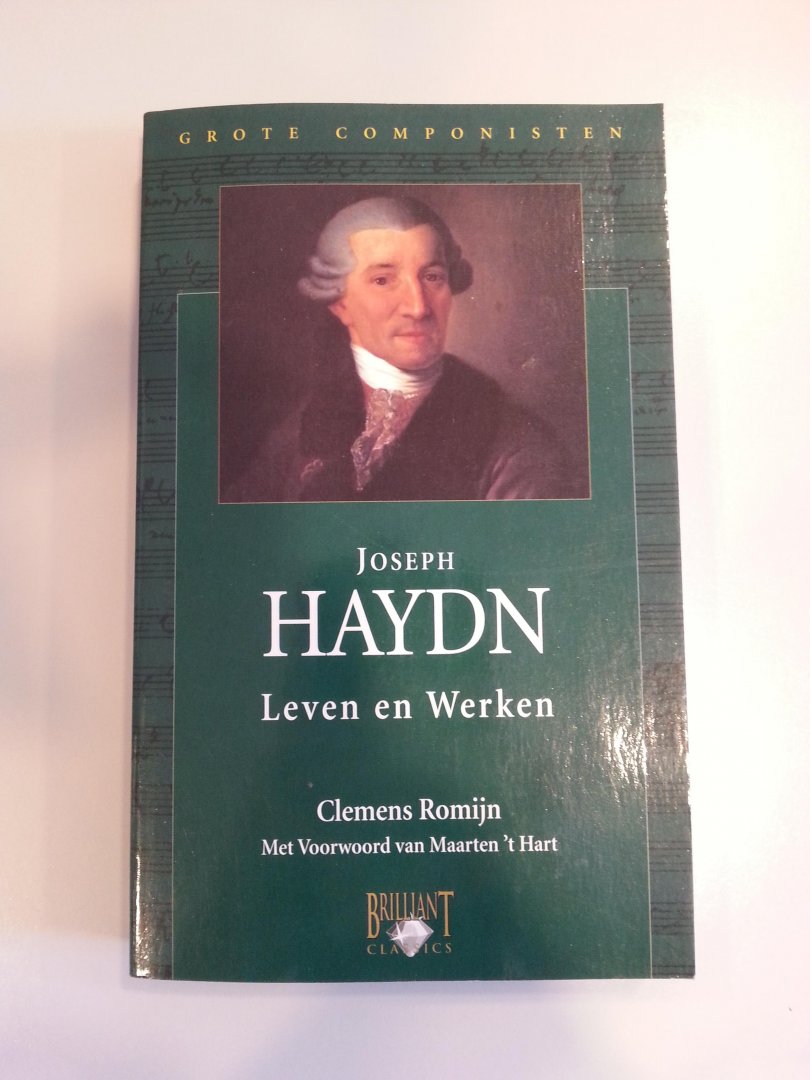 GROTE COMPONISTEN
JOSEPH
HAYDN
Leven en Werken
Clemens Romijn
Met Voorwoord van Maarten ’t Hart
BRILLIANT
CLASSICS